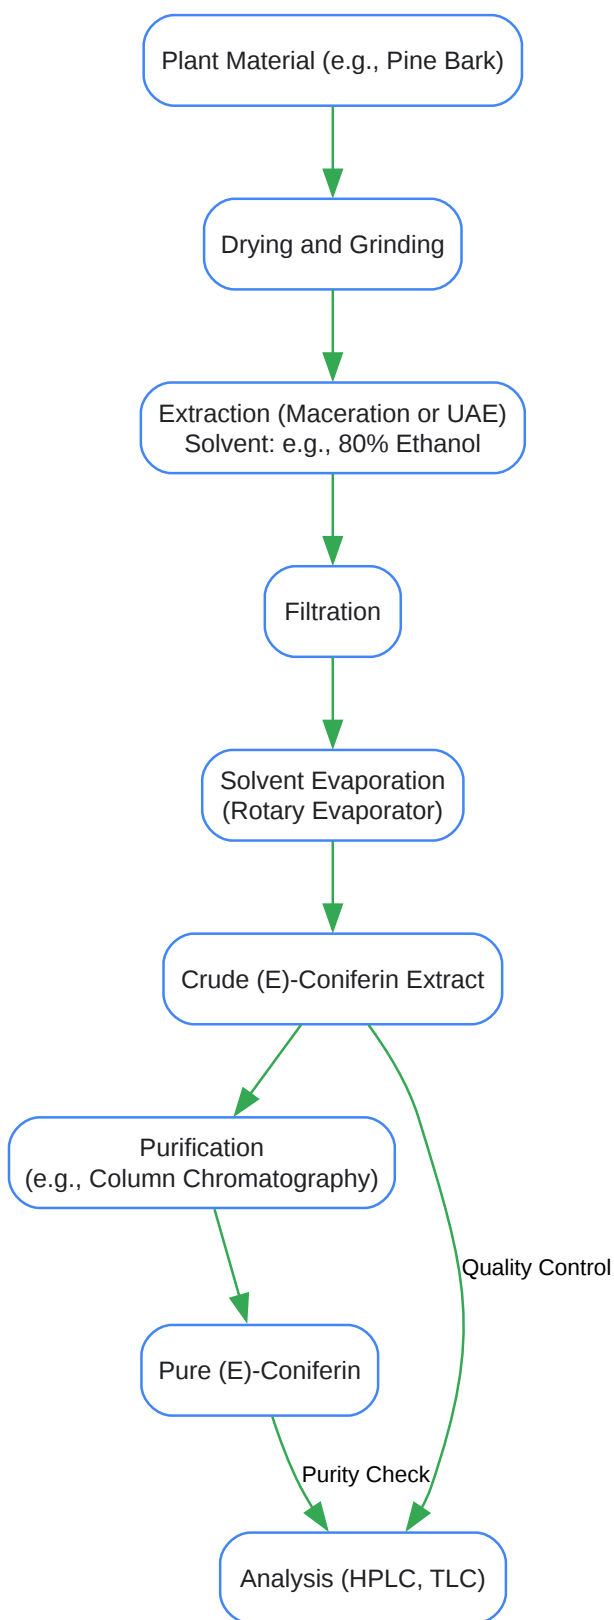 Plant Material (e.g., Pine Bark)
Drying and Grinding
Extraction (Maceration or UAE)
Solvent: e.g., 80% Ethanol
Filtration
Solvent Evaporation
(Rotary Evaporator)
Crude (E)-Coniferin Extract
Purification
(e.g., Column Chromatography)
Quality Control
Pure (E)-Coniferin
Purity Check
Analysis (HPLC, TLC)